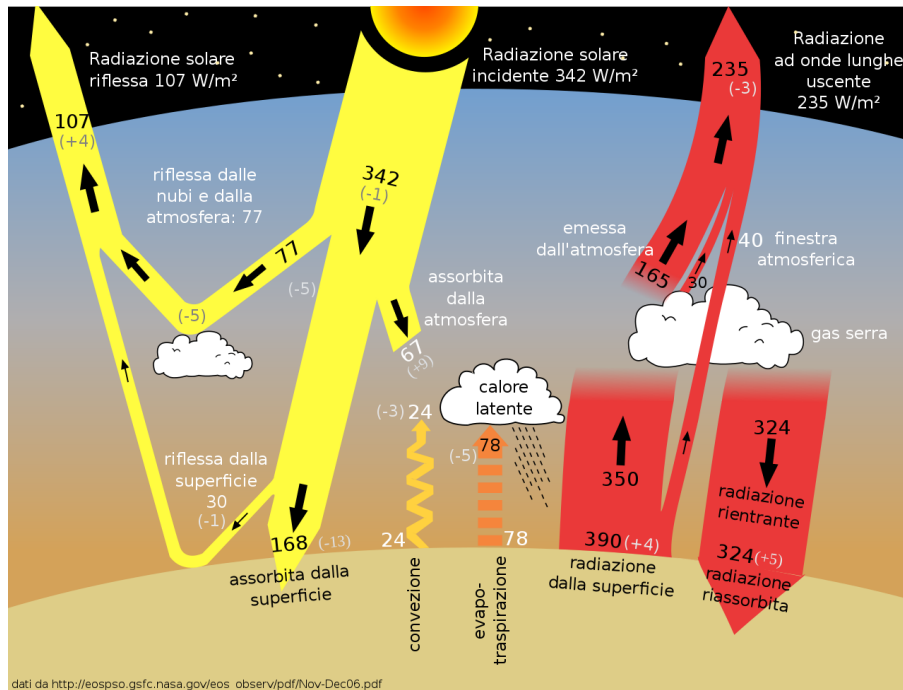 Radiazione solare
riflessa 107 W/m²
Radiazione solare
incidente 342 W/m²
Radiazione
ad onde lunghe
uscente
235 W/m²
235
(-3)
107
(+4)
riflessa dalle
nubi e dalla
atmosfera: 77
342
(-1)
77
(-5)
(-5)
emessa
dall'atmosfera
165
30
40
finestra
atmosferica
assorbita
dalla
atmosfera
67
(+9)
gas serra
calore
latente
(-3) 24
(-5) 78
riflessa dalla
superficie
30
(-1)
350
324
radiazione
rientrante
168 (-13)
assorbita dalla
superficie
24
convezione
78
evapo-
traspirazione
390 (+4)
radiazione
dalla superficie
324 (+5)
radiazione
riassorbita
dati da http://eospso.gsfc.nasa.gov/eos_observ/pdf/Nov-Dec06.pdf